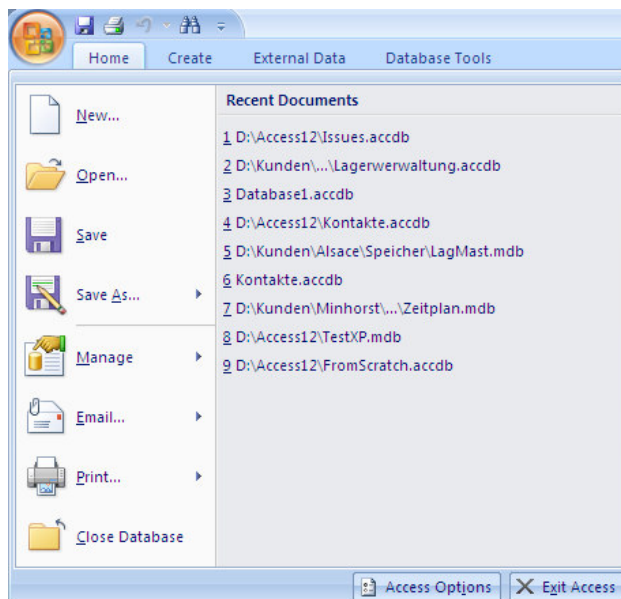 Home Create External Data Database Tools
New...
Open...
Save
Save As...
Manage
Email...
Print...
Close Database
Recent Documents
1 D:\Access12\Issues.accdb
2 D:\Kunden\...\Lagerwerwaltung.accdb
3 Database1.accdb
4 D:\Access12\Kontakte.accdb
5 D:\Kunden\Alsace\Speicher\LagMast.mdb
6 Kontakte.accdb
7 D:\Kunden\Minhorst\...\Zeitplan.mdb
8 D:\Access12\TestXP.mdb
9 D:\Access12\FromScratch.accdb
Access Options Exit Access